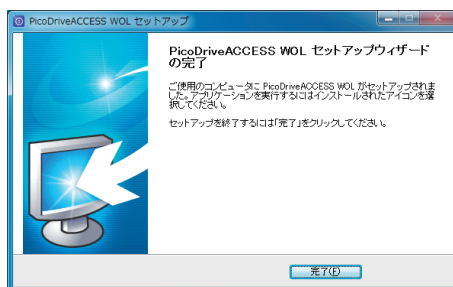 PicoDriveACCESS WOL セットアップ
PicoDriveACCESS WOL セットアップウィザード
の完了
ご使用のコンピュータに PicoDriveACCESS WOL がセットアップされま
した。アプリケーションを実行するにはインストールされたアイコンを選
択してください。
セットアップを終了するには「完了」をクリックしてください。
完了(F)